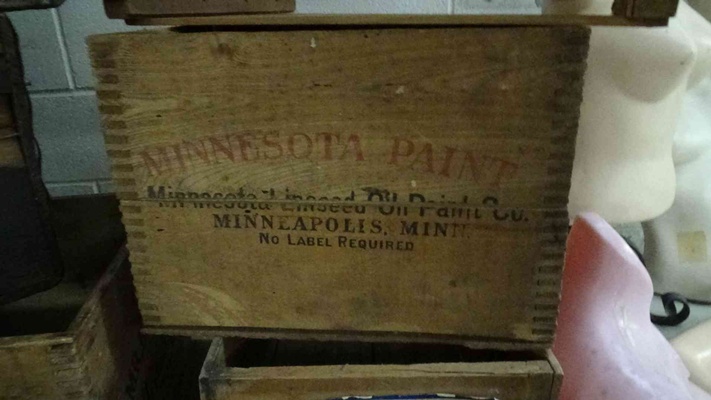 MINNESOTA PAINT
Minnesota Linseed Oil Paint Co.
MINNEAPOLIS, MINN.
NO LABEL REQUIRED